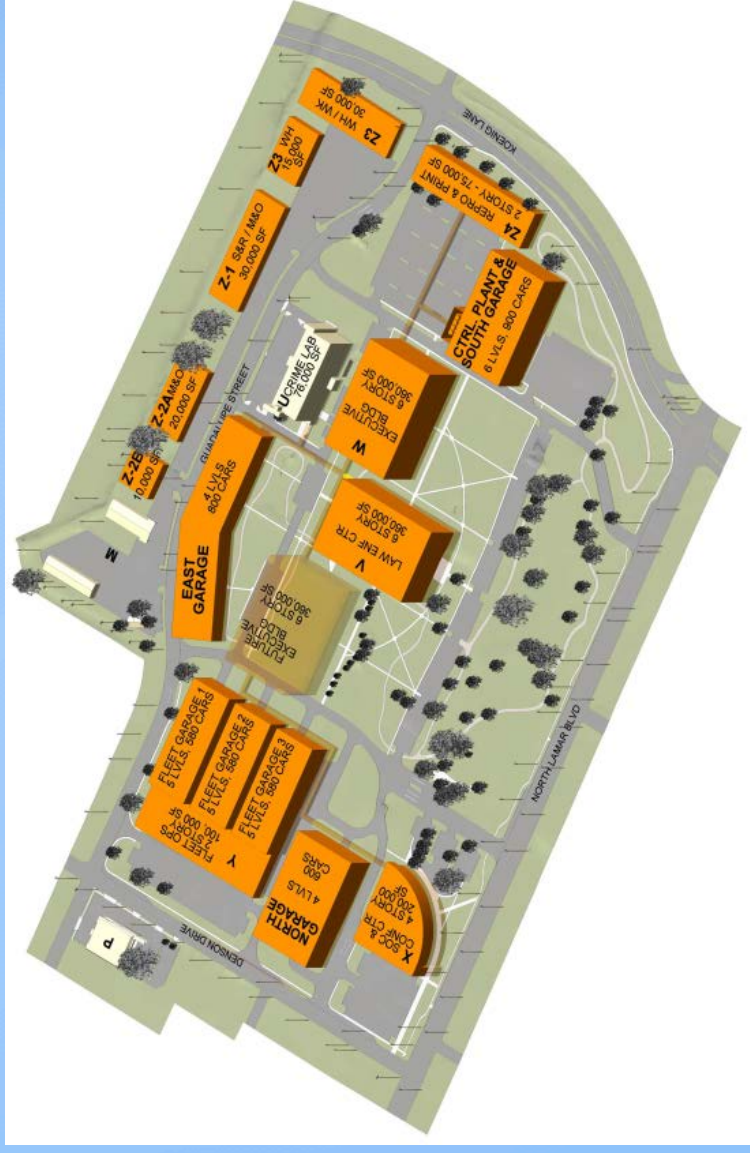 KOENIG LANE
Z3
WH / WK
30,000 SF
Z3 WH
15,000
SF
Z4
REPRO & PRINT
2 STORY - 75,000 SF
Z-1 S&R / M&O
30,000 SF
CTRL. PLANT &
SOUTH GARAGE
6 LVLS, 900 CARS
U CRIME LAB
76,000 SF
Z-2A M&O
20,000 SF
Z-2B
10,000 SF
GUADALUPE STREET
W
EXECUTIVE
BLDG
6 STORY
360,000 SF
4 LVLS
800 CARS
EAST
GARAGE
V
LAW ENF CTR
6 STORY
360,000 SF
M
FUTURE
EXECUTIVE
BLDG
6 STORY
360,000 SF
NORTH LAMAR BLVD
FLEET GARAGE 1
5 LVLS, 580 CARS
FLEET GARAGE 2
5 LVLS, 580 CARS
FLEET GARAGE 3
5 LVLS, 580 CARS
Y
FLEET OPS
2 STORY
100,000 SF
NORTH
GARAGE
4 LVLS
600
CARS
X
SOC &
CONF CTR
4 STORY
200,000
SF
DENSON DRIVE
P